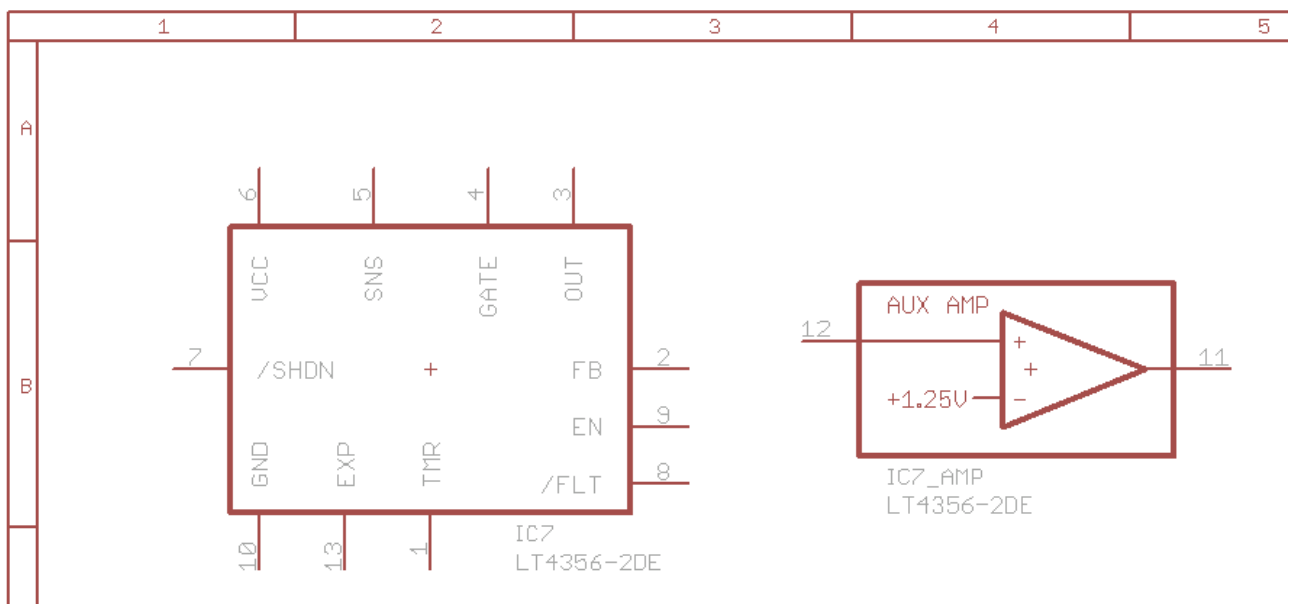 1 2 3 4 5
A
6 5 4 3
VCC SNS GATE OUT
AUX AMP
12
+
7
/SHDN
+
FB
2
+
11
B
+1.25V
-
EN
9
GND EXP TMR
/FLT
8
IC7_AMP
LT4356-2DE
10 13 1
IC7
LT4356-2DE